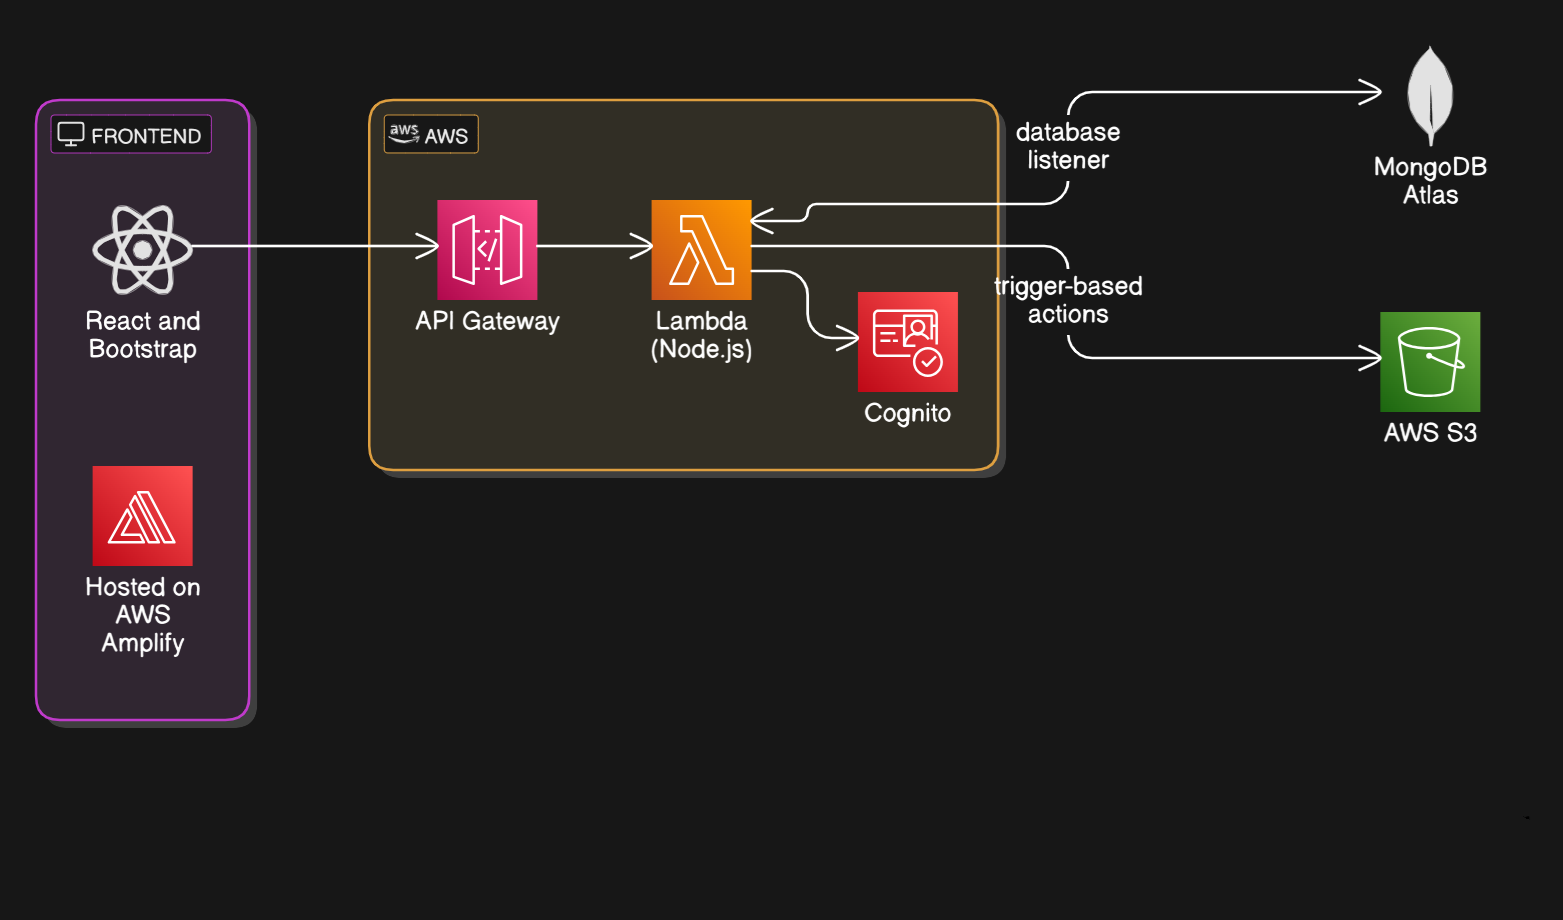 FRONTEND
React and
Bootstrap
Hosted on
AWS
Amplify
aws AWS
API Gateway
Lambda
(Node.js)
Cognito
database
listener
trigger-based
actions
MongoDB
Atlas
AWS S3